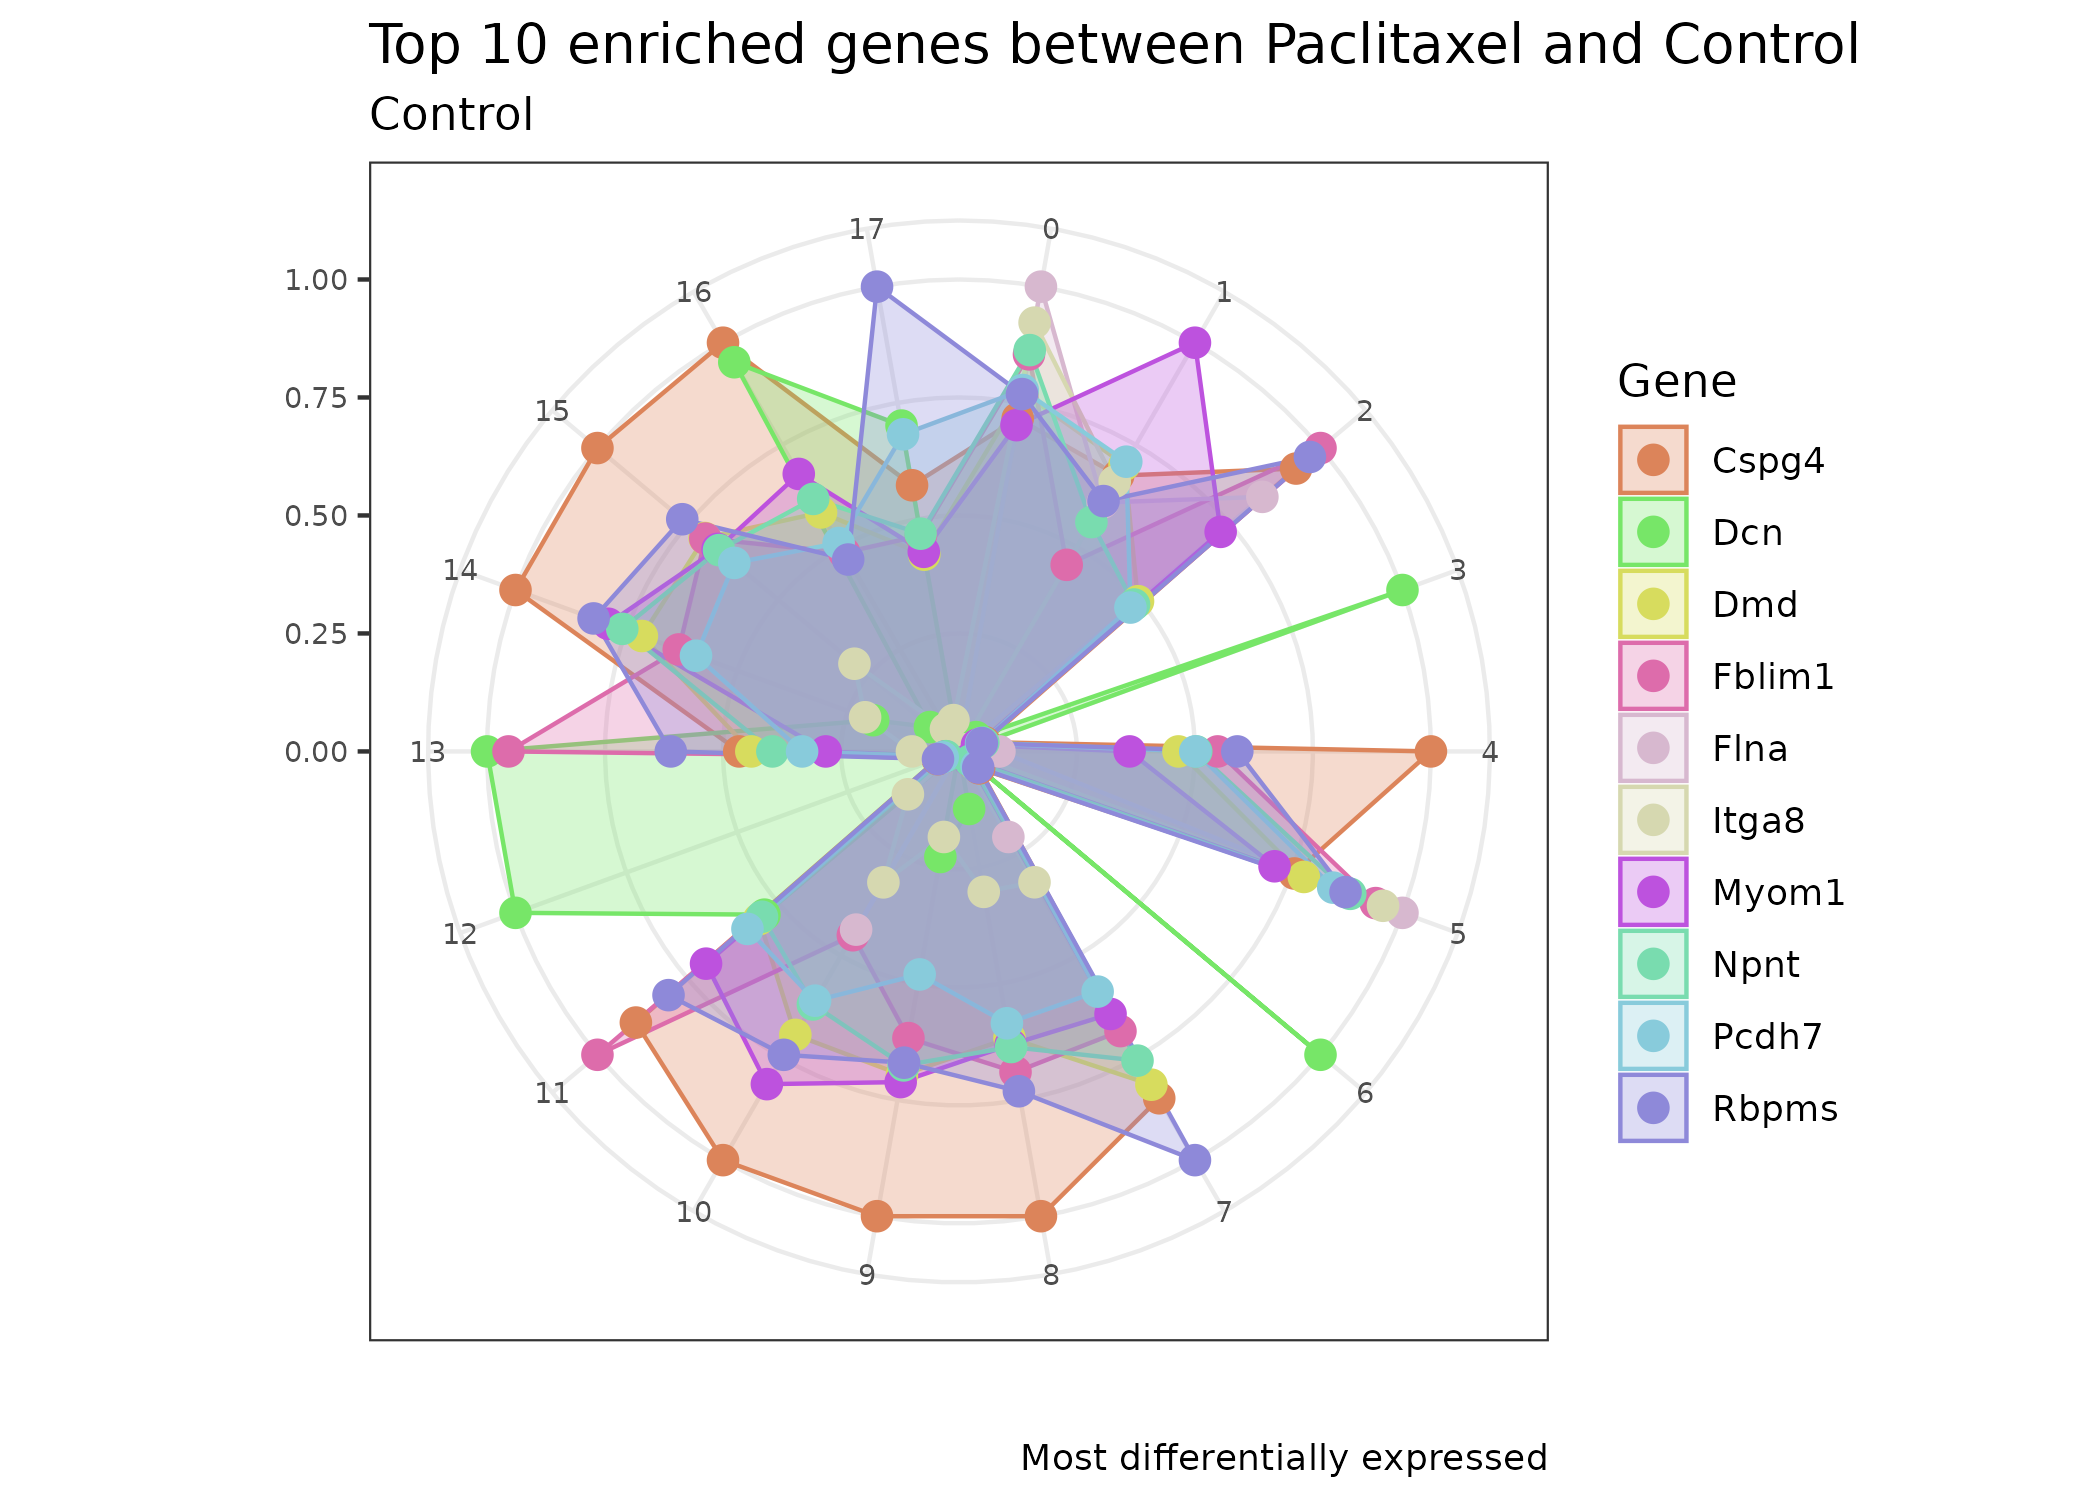 Top 10 enriched genes between Paclitaxel and Control
Control
17
0
16
1
1.00
15
2
0.75
0.50
14
3
0.25
0.00
13
4
12
5
11
6
10
7
9
8
Gene
Cspg4
Dcn
Dmd
Fblim1
Flna
Itga8
Myom1
Npnt
Pcdh7
Rbpms
Most differentially expressed